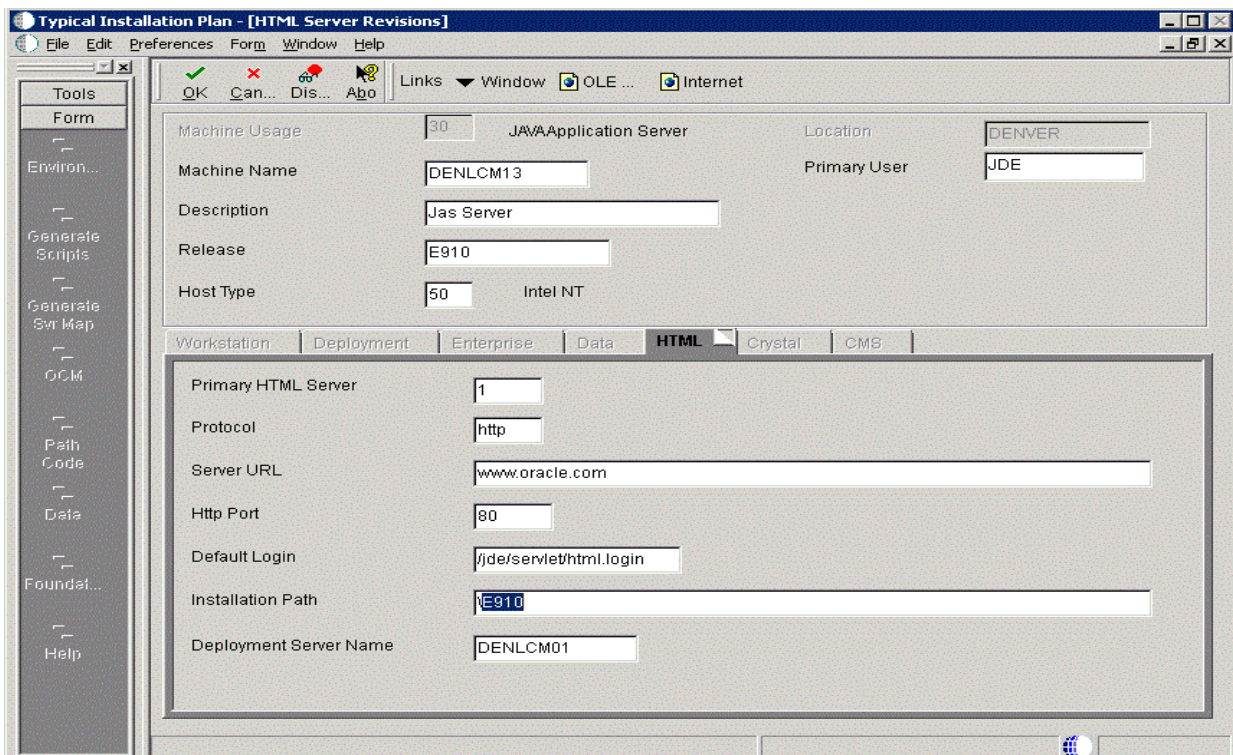 Typical Installation Plan - [HTML Server Revisions]
File Edit Preferences Form Window Help
Tools
Form
Environ...
Generate
Scripts
Generate
Svr Map
OCM
Path
Code
Data
Foundat...
Help
OK Can... Dis... Abo Links Window OLE ... Internet
Machine Usage 30 JAVA Application Server Location DENVER
Machine Name DENLCM13 Primary User JDE
Description Jas Server
Release E910
Host Type 50 Intel NT
Workstation Deployment Enterprise Data HTML Crystal CMS
Primary HTML Server 1
Protocol http
Server URL www.oracle.com
Http Port 80
Default Login /jde/servlet/html.login
Installation Path \E910
Deployment Server Name DENLCM01